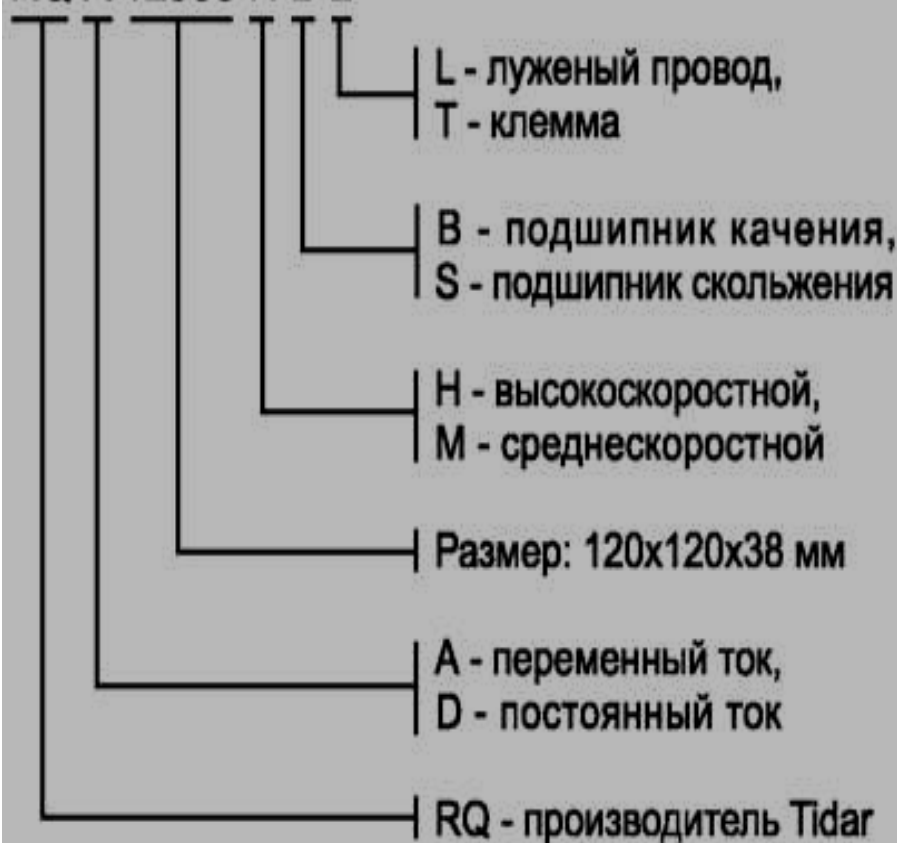 L - луженый провод,
T - клемма
B - подшипник качения,
S - подшипник скольжения
H - высокоскоростной,
M - среднескоростной
Размер: 120x120x38 мм
A - переменный ток,
D - постоянный ток
RQ - производитель Tidar